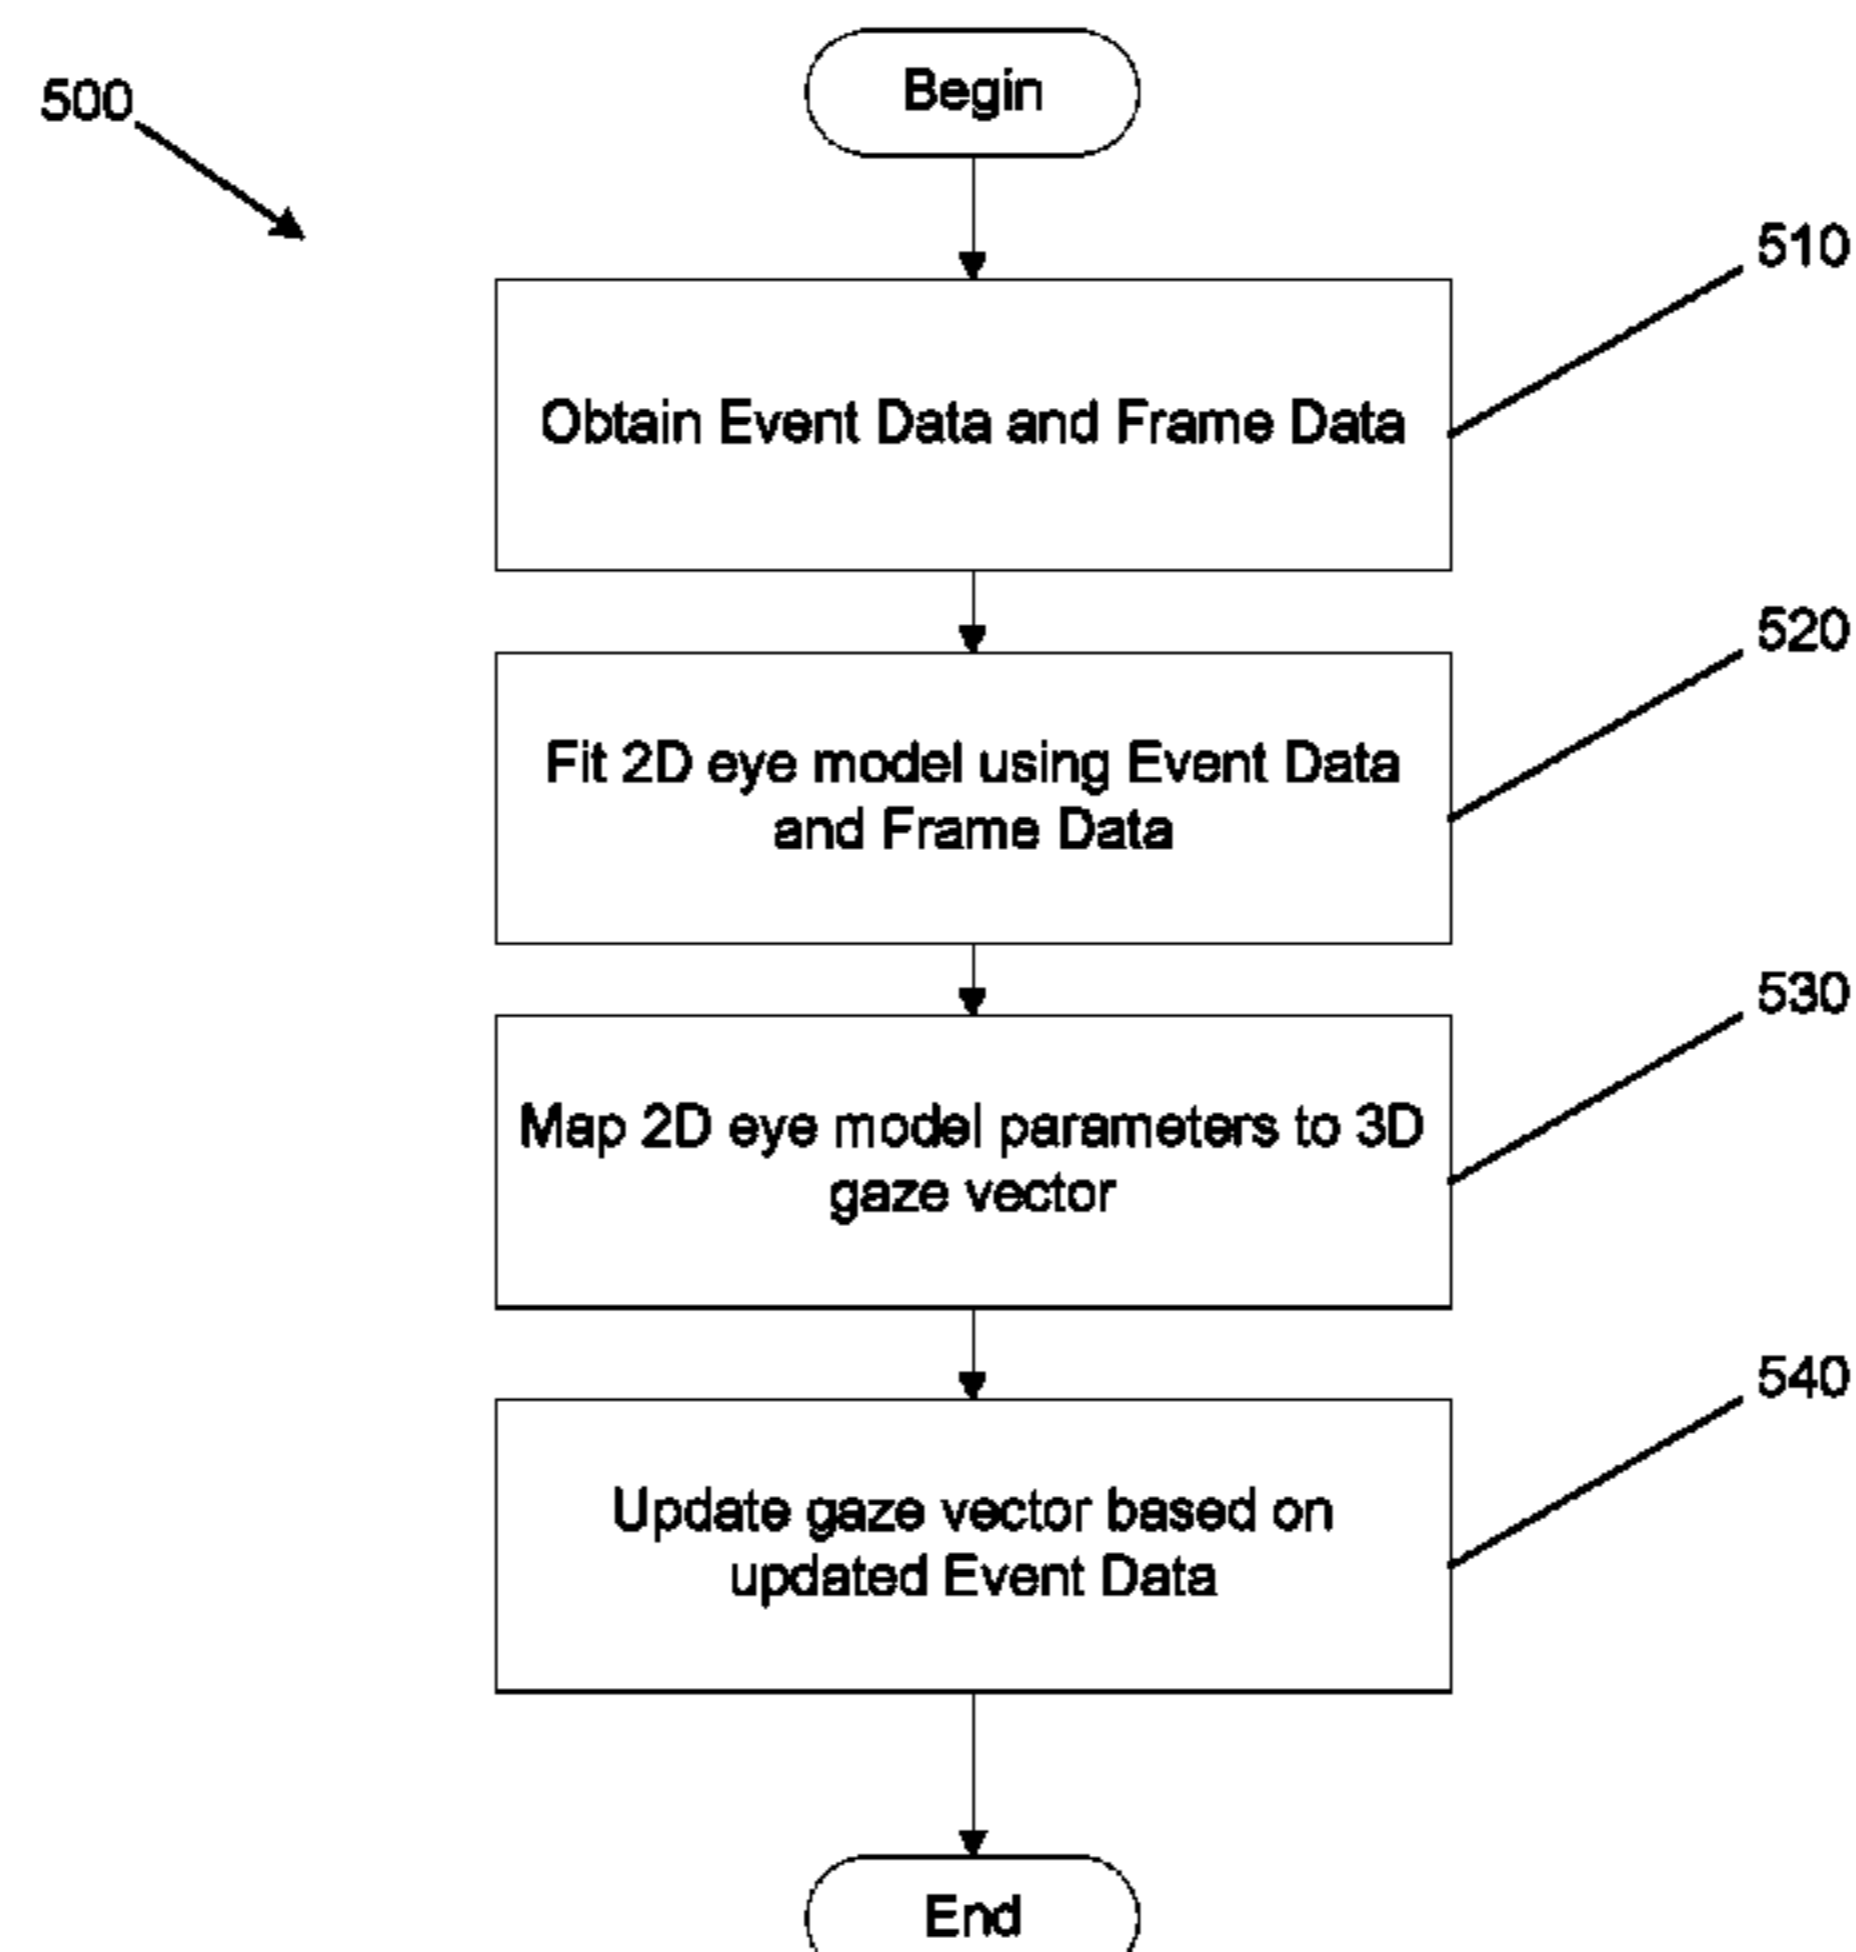 Begin
500
510
Obtain Event Data and Frame Data
520
Fit 2D eye model using Event Data
and Frame Data
530
Map 2D eye model parameters to 3D
gaze vector
540
Update gaze vector based on
updated Event Data
End